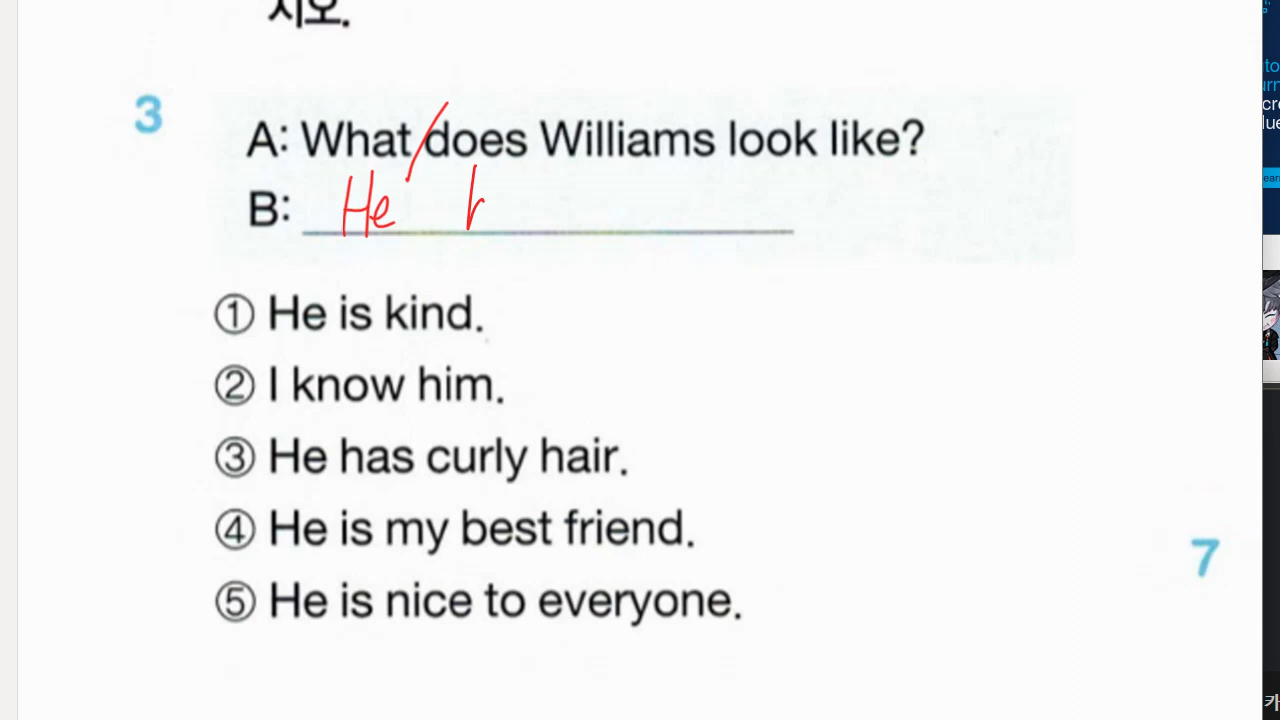 시오.
3
A: What does Williams look like?
B: He h
① He is kind.
② I know him.
③ He has curly hair.
④ He is my best friend.
⑤ He is nice to everyone.
7
카